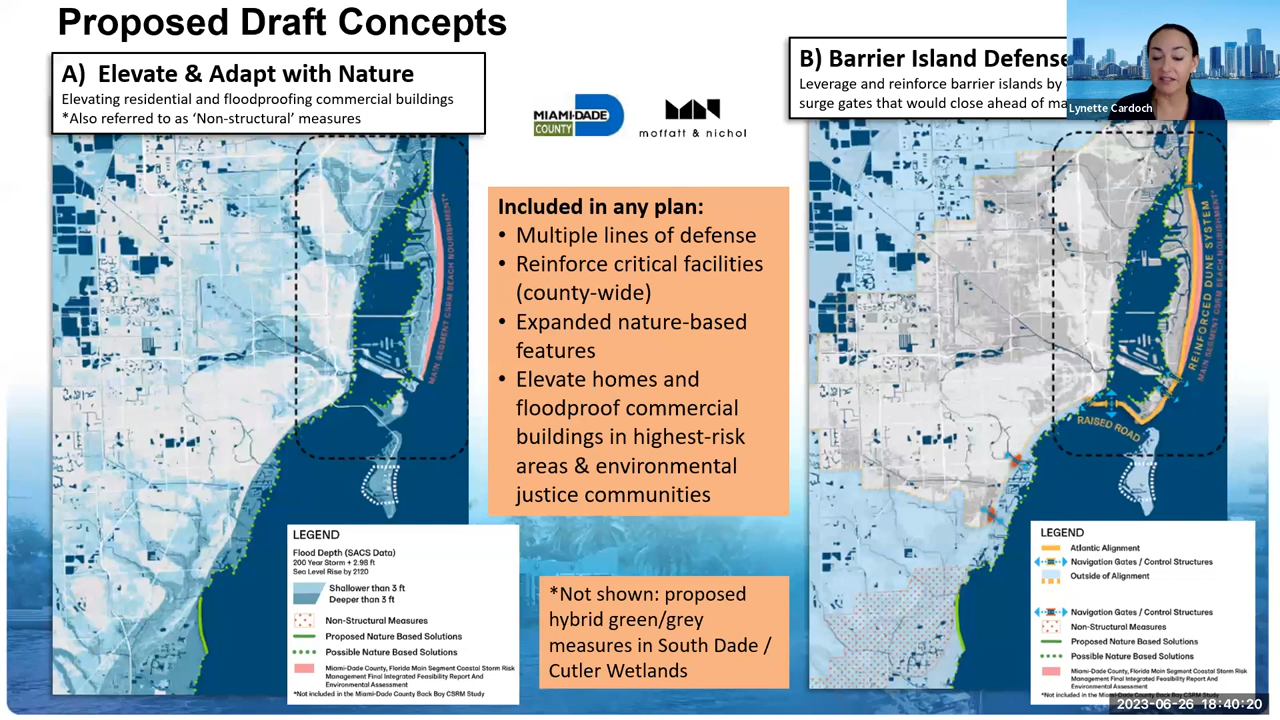 Proposed Draft Concepts
A) Elevate & Adapt with Nature
Elevating residential and floodproofing commercial buildings
*Also referred to as ‘Non-structural’ measures
MIAMI-DADE
COUNTY
moffatt & nichol
B) Barrier Island Defense
Leverage and reinforce barrier islands by
surge gates that would close ahead of
Lynette Cardoch
Included in any plan:
• Multiple lines of defense
• Reinforce critical facilities
(county-wide)
• Expanded nature-based
features
• Elevate homes and
floodproof commercial
buildings in highest-risk
areas & environmental
justice communities
*Not shown: proposed
hybrid green/grey
measures in South Dade /
Cutler Wetlands
MAIN SEGMENT CSRM BEACH NOURISHMENT*
LEGEND
Flood Depth (SACS Data)
200 Year Storm + 2.98 ft
Sea Level Rise by 2120
Shallower than 3 ft
Deeper than 3 ft
Non-Structural Measures
Proposed Nature Based Solutions
Possible Nature Based Solutions
Miami-Dade County, Florida Main Segment Coastal Storm Risk
Management Final Integrated Feasibility Report And
Environmental Assessment
*Not included in the Miami-Dade County Back Bay CSRM Study
REINFORCED DUNE SYSTEM
MAIN SEGMENT CSRM BEACH NOURISHMENT*
RAISED ROAD
LEGEND
Atlantic Alignment
Navigation Gates / Control Structures
Outside of Alignment
Navigation Gates / Control Structures
Non-Structural Measures
Proposed Nature Based Solutions
Possible Nature Based Solutions
Miami-Dade County, Florida Main Segment Coastal Storm Risk
Management Final Integrated Feasibility Report And
Environmental Assessment
*Not included in the Miami-Dade County Back Bay CSRM Study
2023-06-26 18:40:20